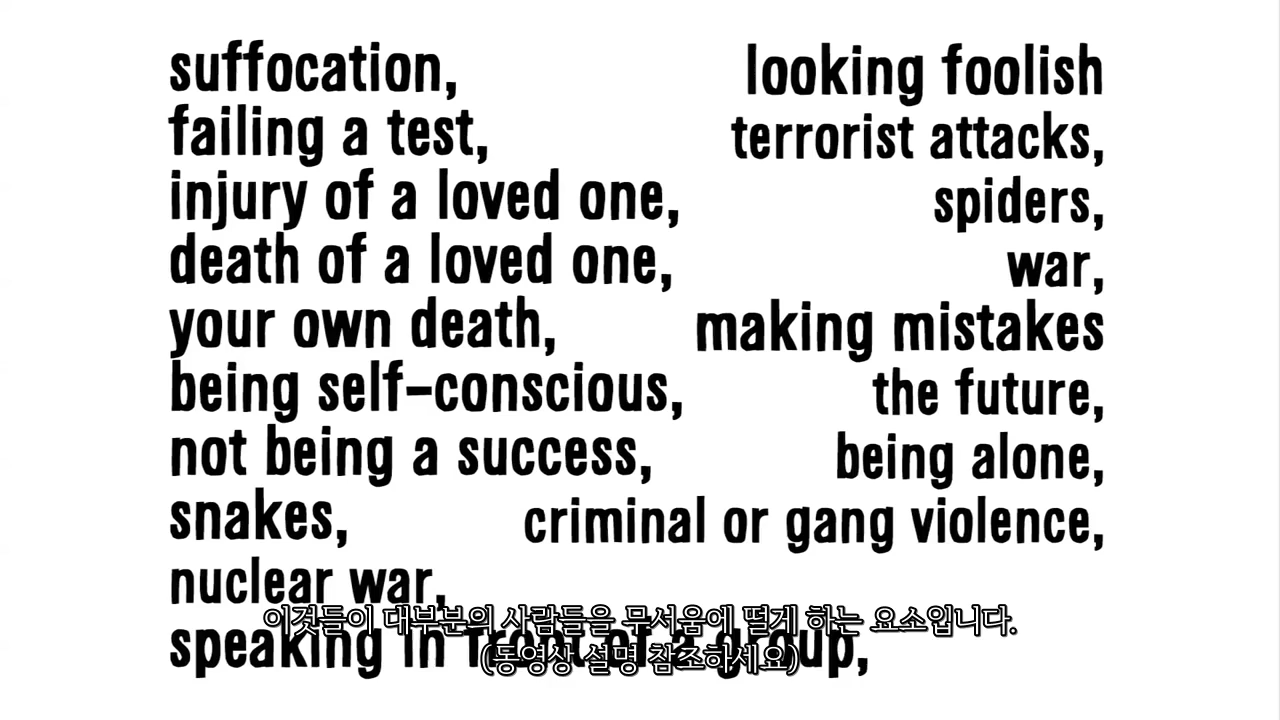 suffocation,
failing a test,
injury of a loved one,
death of a loved one,
your own death,
being self-conscious,
not being a success,
snakes,
nuclear war,
speaking in front of a group,
looking foolish
terrorist attacks,
spiders,
war,
making mistakes
the future,
being alone,
criminal or gang violence,
이것들이 대부분의 사람들을 무서움에 떨게 하는 요소입니다.
(동영상 설명 참조하세요)